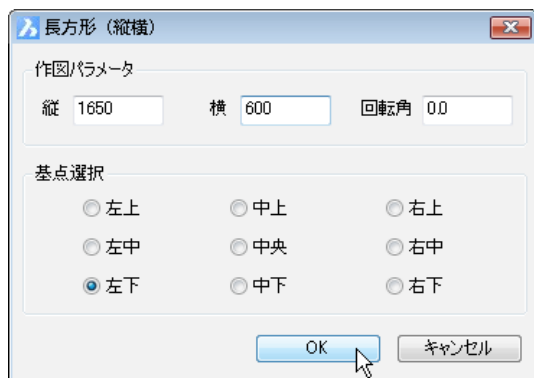 長方形 (縦横)
作図パラメータ
縦 1650 横 600 回転角 0.0
基点選択
左上 中上 右上
左中 中央 右中
左下 中下 右下
OK キャンセル